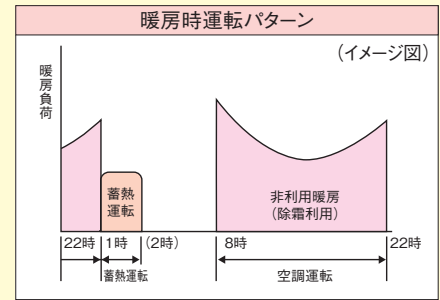 暖房時運転パターン
(イメージ図)
暖房負荷
蓄熱
運転
非利用暖房
(除霜利用)
22時 1時 (2時) 8時 22時
蓄熱運転 空調運転